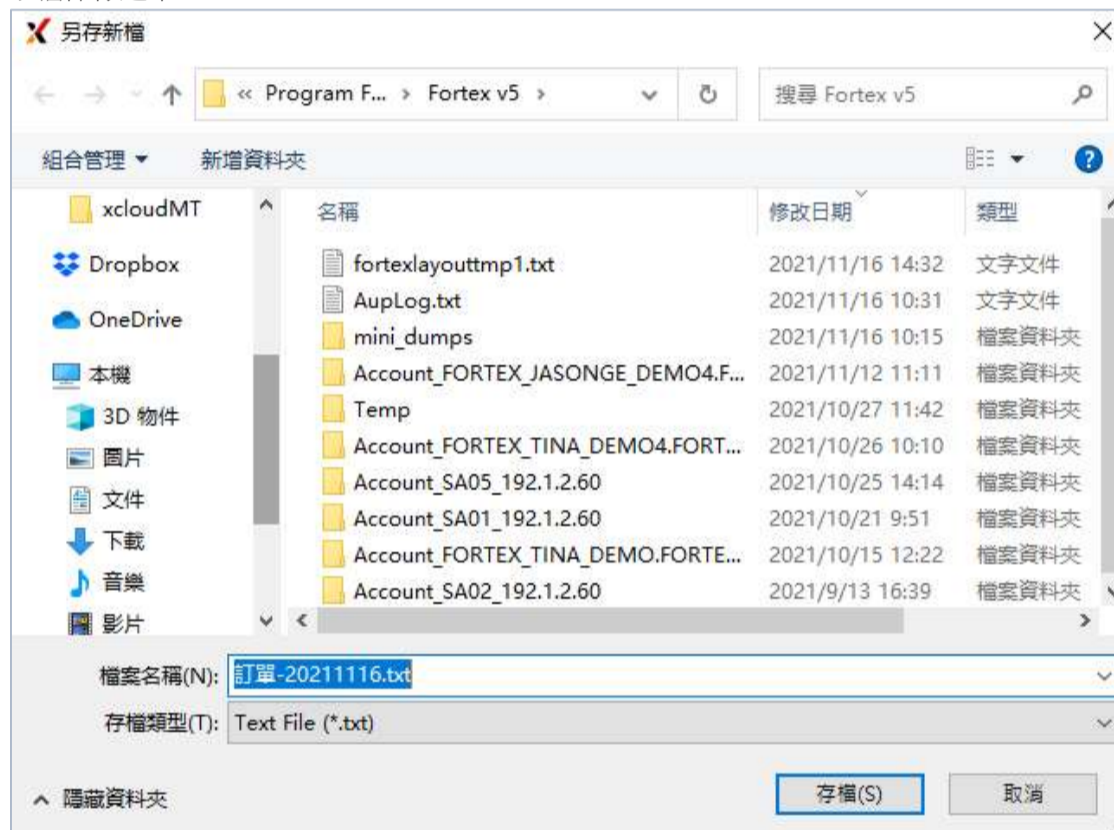 另存新檔
« Program F... › Fortex v5 ›
搜尋 Fortex v5
組合管理
新增資料夾
名稱 修改日期 類型
xcloudMT
Dropbox
OneDrive
本機
3D 物件
圖片
文件
下載
音樂
影片
fortexlayouttmp1.txt 2021/11/16 14:32 文字文件
AupLog.txt 2021/11/16 10:31 文字文件
mini_dumps 2021/11/16 10:15 檔案資料夾
Account_FORTEX_JASONGE_DEMO4.F... 2021/11/12 11:11 檔案資料夾
Temp 2021/10/27 11:42 檔案資料夾
Account_FORTEX_TINA_DEMO4.FORT... 2021/10/26 10:10 檔案資料夾
Account_SA05_192.1.2.60 2021/10/25 14:14 檔案資料夾
Account_SA01_192.1.2.60 2021/10/21 9:51 檔案資料夾
Account_FORTEX_TINA_DEMO.FORTE... 2021/10/15 12:22 檔案資料夾
Account_SA02_192.1.2.60 2021/9/13 16:39 檔案資料夾
檔案名稱(N): 訂單-20211116.txt
存檔類型(T): Text File (*.txt)
隱藏資料夾
存檔(S)
取消